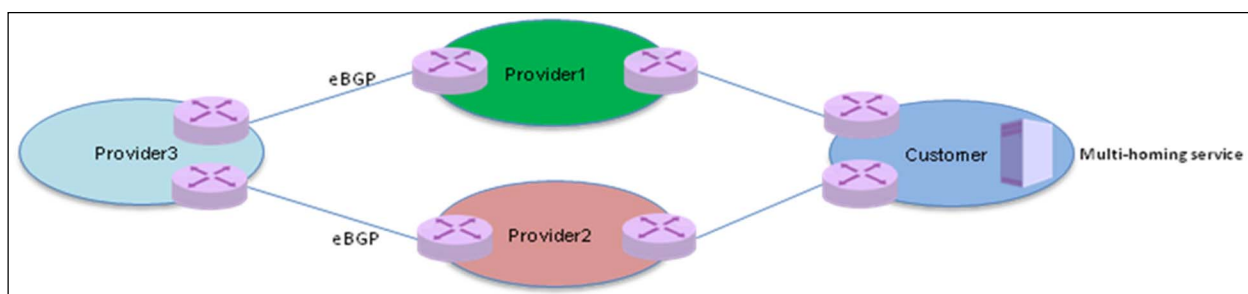 eBGP
Provider1
Provider3
Customer
Multi-homing service
eBGP
Provider2